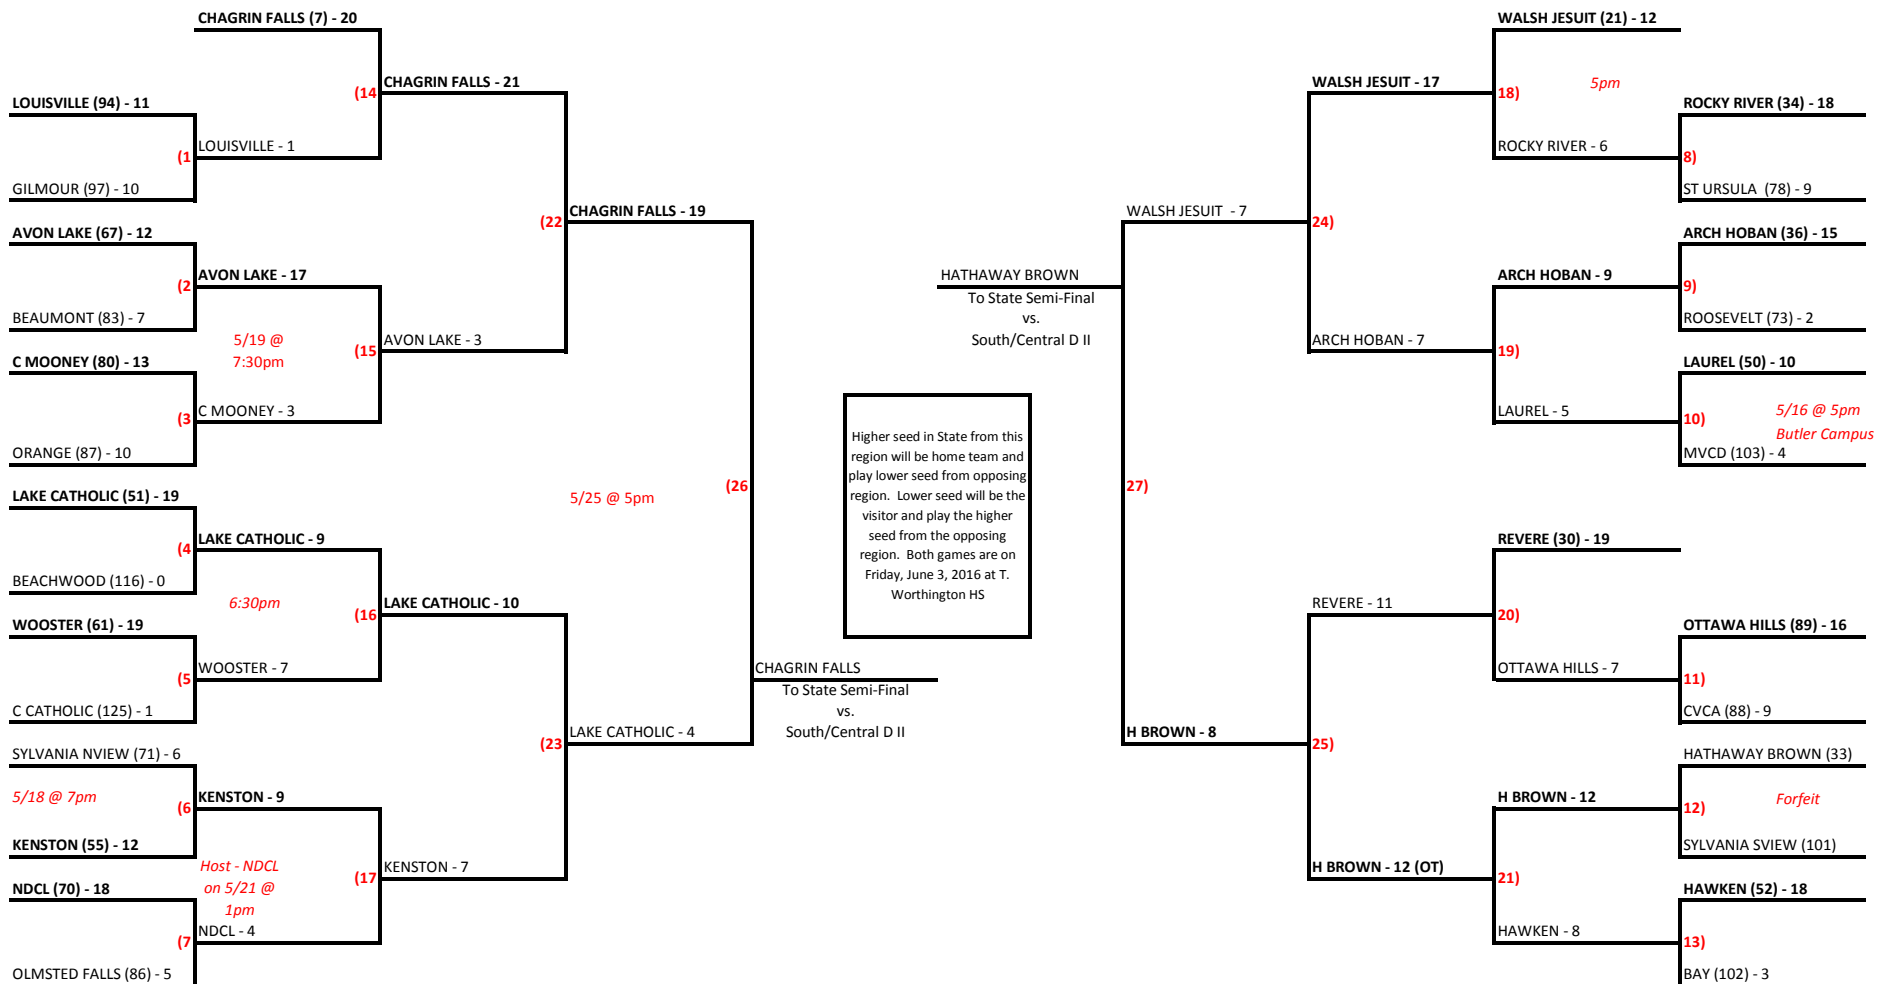 CHAGRIN FALLS (7) - 20
CHAGRIN FALLS - 21
(14
LOUISVILLE (94) - 11
LOUISVILLE - 1
(1
GILMOUR (97) - 10
CHAGRIN FALLS - 19
(22
AVON LAKE (67) - 12
AVON LAKE - 17
(2
BEAUMONT (83) - 7
5/19 @
7:30pm
AVON LAKE - 3
(15
C MOONEY (80) - 13
C MOONEY - 3
(3
ORANGE (87) - 10
LAKE CATHOLIC (51) - 19
5/25 @ 5pm
(26
LAKE CATHOLIC - 9
(4
BEACHWOOD (116) - 0
6:30pm
LAKE CATHOLIC - 10
(16
WOOSTER (61) - 19
WOOSTER - 7
(5
C CATHOLIC (125) - 1
CHAGRIN FALLS
To State Semi-Final
vs.
South/Central D II
LAKE CATHOLIC - 4
(23
SYLVANIA NVIEW (71) - 6
5/18 @ 7pm
KENSTON - 9
(6
KENSTON (55) - 12
Host - NDCL
on 5/21 @
1pm
KENSTON - 7
(17
NDCL (70) - 18
NDCL - 4
(7
OLMSTED FALLS (86) - 5
Higher seed in State from this
region will be home team and
play lower seed from opposing
region.  Lower seed will be the
visitor and play the higher
seed from the opposing
region.  Both games are on
Friday, June 3, 2016 at T.
Worthington HS
WALSH JESUIT (21) - 12
WALSH JESUIT - 17
18)
5pm
ROCKY RIVER (34) - 18
ROCKY RIVER - 6
8)
ST URSULA  (78) - 9
WALSH JESUIT  - 7
24)
ARCH HOBAN (36) - 15
HATHAWAY BROWN
To State Semi-Final
vs.
South/Central D II
ARCH HOBAN - 9
9)
ROOSEVELT (73) - 2
ARCH HOBAN - 7
19)
LAUREL (50) - 10
LAUREL - 5
10)
5/16 @ 5pm
Butler Campus
MVCD (103) - 4
27)
REVERE (30) - 19
REVERE - 11
20)
OTTAWA HILLS (89) - 16
OTTAWA HILLS - 7
11)
CVCA (88) - 9
H BROWN - 8
25)
HATHAWAY BROWN (33)
H BROWN - 12
12)
Forfeit
SYLVANIA SVIEW (101)
H BROWN - 12 (OT)
21)
HAWKEN (52) - 18
HAWKEN - 8
13)
BAY (102) - 3